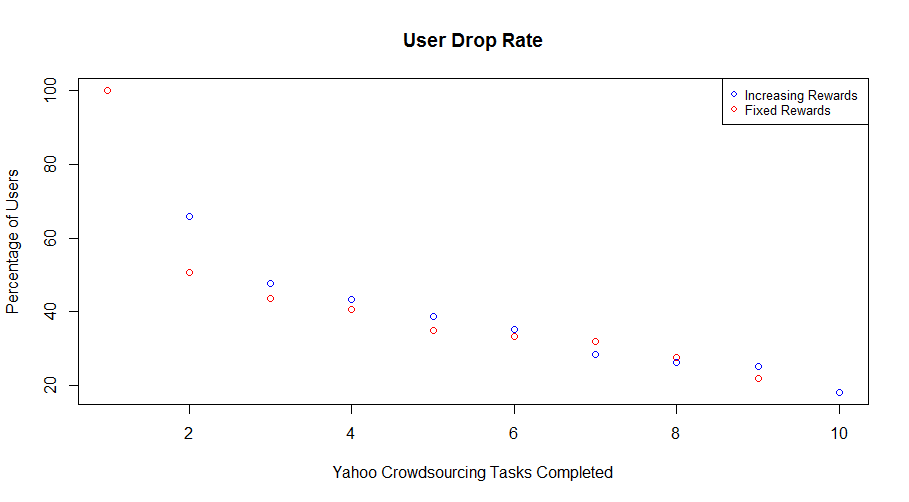 User Drop Rate
Increasing Rewards
Fixed Rewards
Percentage of Users
100
80
60
40
20
2 4 6 8 10
Yahoo Crowdsourcing Tasks Completed